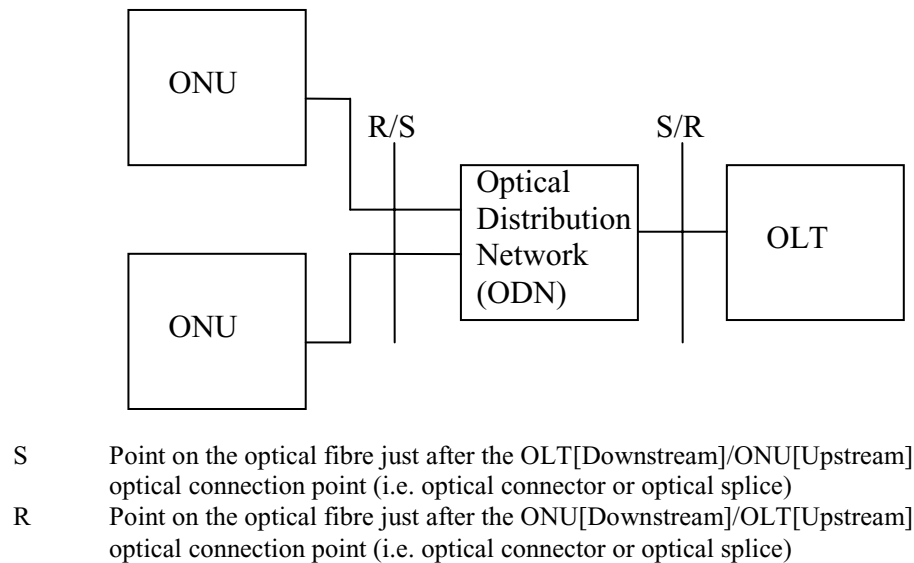 ONU
R/S
S/R
Optical
Distribution
Network
(ODN)
OLT
ONU
S Point on the optical fibre just after the OLT[Downstream]/ONU[Upstream]
optical connection point (i.e. optical connector or optical splice)
R Point on the optical fibre just after the ONU[Downstream]/OLT[Upstream]
optical connection point (i.e. optical connector or optical splice)